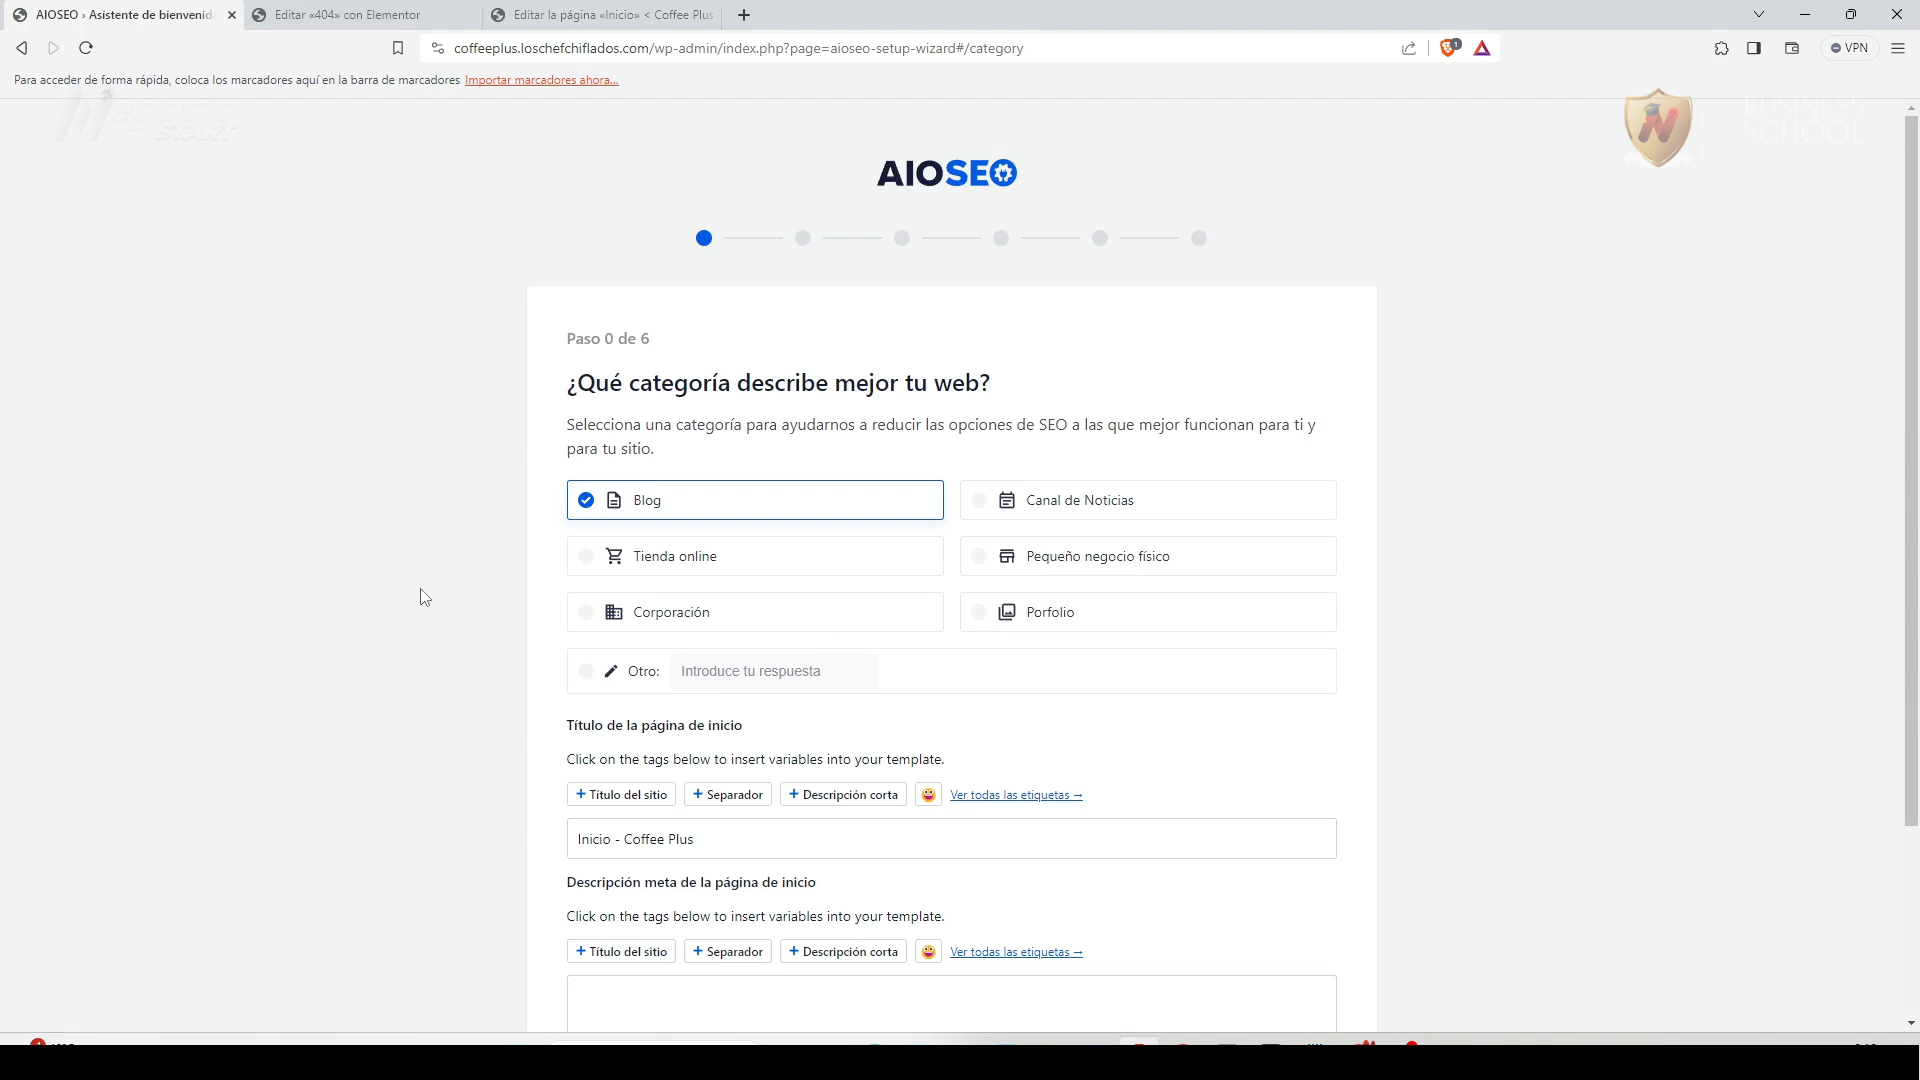 AIOSEO › Asistente de bienvenid
Editar «404» con Elementor
Editar la página «Inicio» < Coffee Plus
coffeeplus.loschefchiflados.com/wp-admin/index.php?page=aioseo-setup-wizard#/category
VPN
Para acceder de forma rápida, coloca los marcadores aquí en la barra de marcadores Importar marcadores ahora...
Negocio
START
BUSINESS
SCHOOL
AIOSEO
Paso 0 de 6
¿Qué categoría describe mejor tu web?
Selecciona una categoría para ayudarnos a reducir las opciones de SEO a las que mejor funcionan para ti y
para tu sitio.
Blog
Canal de Noticias
Tienda online
Pequeño negocio físico
Corporación
Porfolio
Otro: Introduce tu respuesta
Título de la página de inicio
Click on the tags below to insert variables into your template.
+ Título del sitio + Separador + Descripción corta Ver todas las etiquetas →
Inicio - Coffee Plus
Descripción meta de la página de inicio
Click on the tags below to insert variables into your template.
+ Título del sitio + Separador + Descripción corta Ver todas las etiquetas →